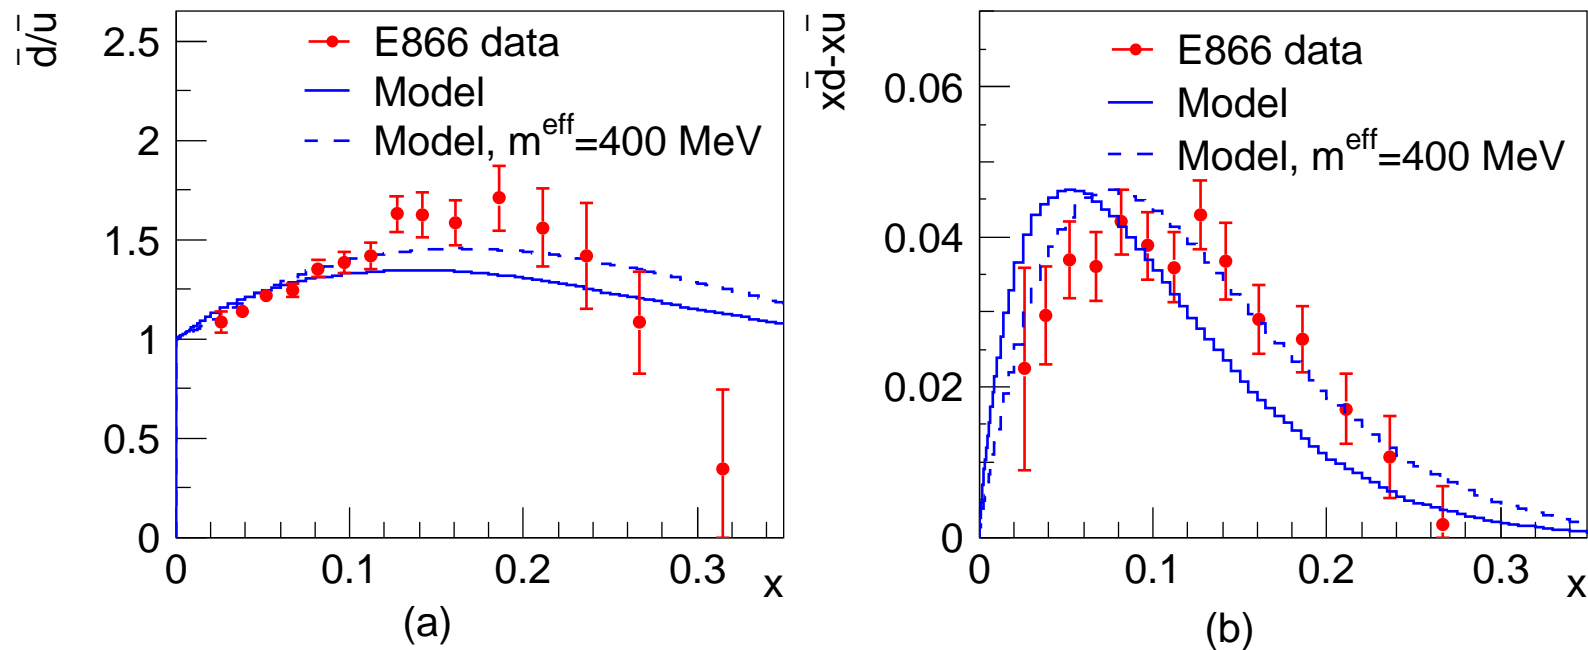 d̅/u̅
2.5
2
1.5
1
0.5
0
E866 data
Model
Model, m^eff=400 MeV
0
0.1
0.2
0.3
x
(a)
xd̅-xu̅
0.06
0.04
0.02
0
E866 data
Model
Model, m^eff=400 MeV
0
0.1
0.2
0.3
x
(b)